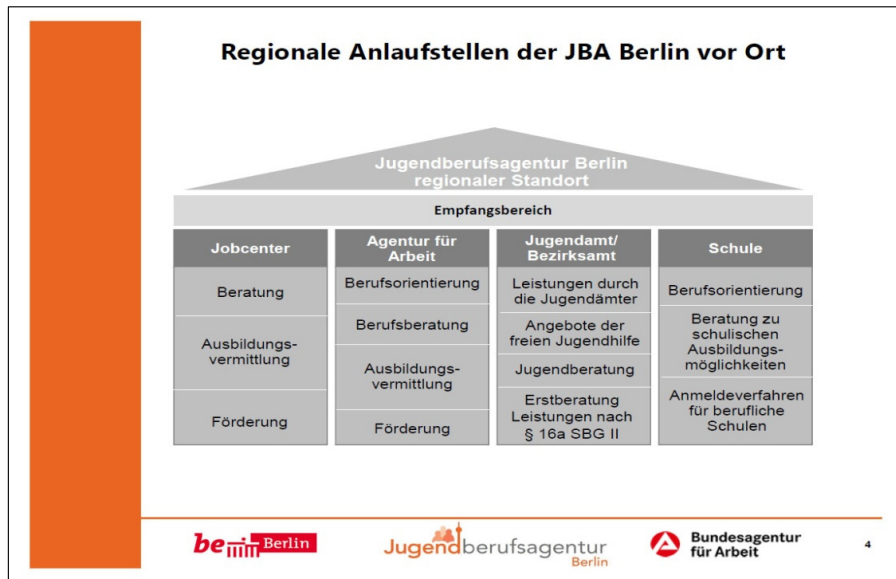 Regionale Anlaufstellen der JBA Berlin vor Ort
Jugendberufsagentur Berlin
regionaler Standort
Empfangsbereich
Jobcenter
Beratung
Ausbildungs-
vermittlung
Förderung
Agentur für
Arbeit
Berufsorientierung
Berufsberatung
Ausbildungs-
vermittlung
Förderung
Jugendamt/
Bezirksamt
Leistungen durch
die Jugendämter
Angebote der
freien Jugendhilfe
Jugendberatung
Erstberatung
Leistungen nach
§ 16a SBG II
Schule
Berufsorientierung
Beratung zu
schulischen
Ausbildungs-
möglichkeiten
Anmeldeverfahren
für berufliche
Schulen
be Berlin
Jugendberufsagentur
Berlin
Bundesagentur
für Arbeit
4